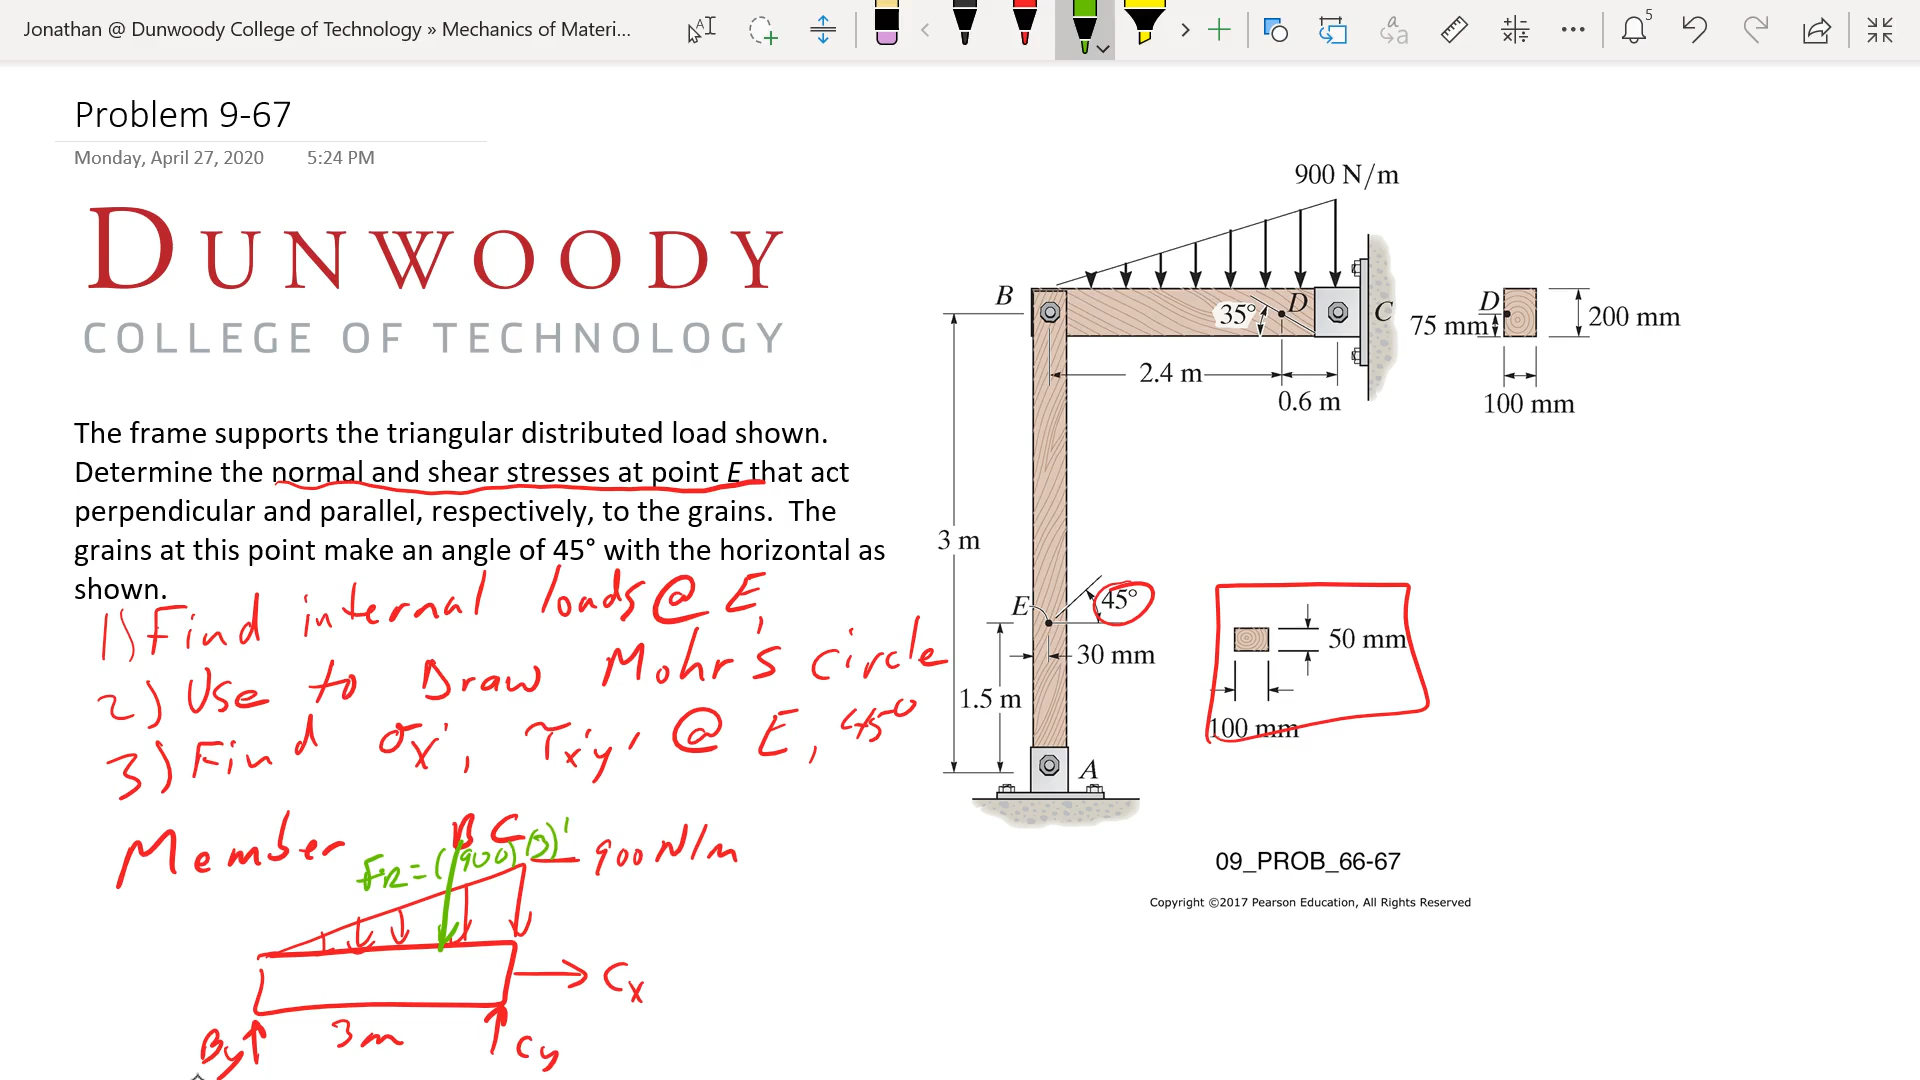 Jonathan @ Dunwoody College of Technology » Mechanics of Materi...
5
Problem 9-67
Monday, April 27, 2020 5:24 PM
DUNWOODY
COLLEGE OF TECHNOLOGY
The frame supports the triangular distributed load shown.
Determine the normal and shear stresses at point E that act
perpendicular and parallel, respectively, to the grains. The
grains at this point make an angle of 45° with the horizontal as
shown.
1) Find internal loads @ E,
2) Use to Draw Mohr's circle
3) Find σx', τx'y' @ E, 45°
Member BC
FR = (900)(3)
900 N/m
Cx
By
3m
Cy
900 N/m
B
35°
D
C
D
75 mm
200 mm
2.4 m
0.6 m
100 mm
3 m
E
45°
30 mm
50 mm
1.5 m
100 mm
A
09_PROB_66-67
Copyright ©2017 Pearson Education, All Rights Reserved